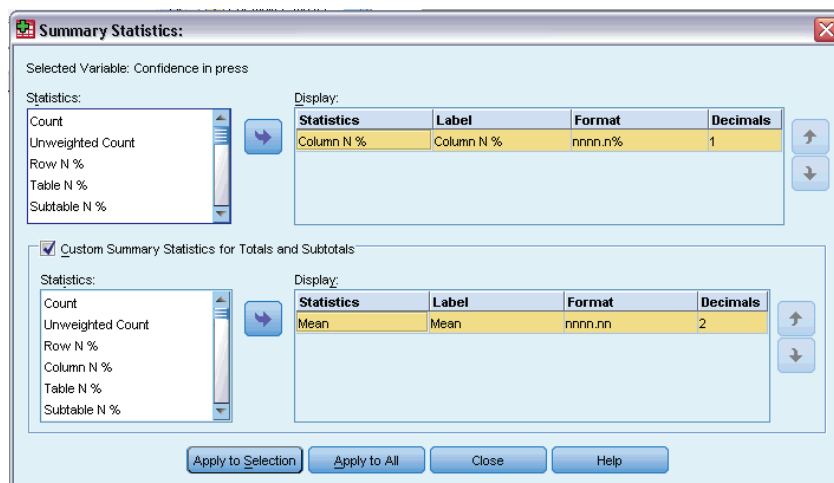 Summary Statistics:
Selected Variable: Confidence in press
Statistics:
Count
Unweighted Count
Row N %
Table N %
Subtable N %
Display:
Statistics Label Format Decimals
Column N % Column N % nnnn.n% 1
Custom Summary Statistics for Totals and Subtotals
Statistics:
Count
Unweighted Count
Row N %
Column N %
Table N %
Subtable N %
Display:
Statistics Label Format Decimals
Mean Mean nnnn.nn 2
Apply to Selection Apply to All Close Help